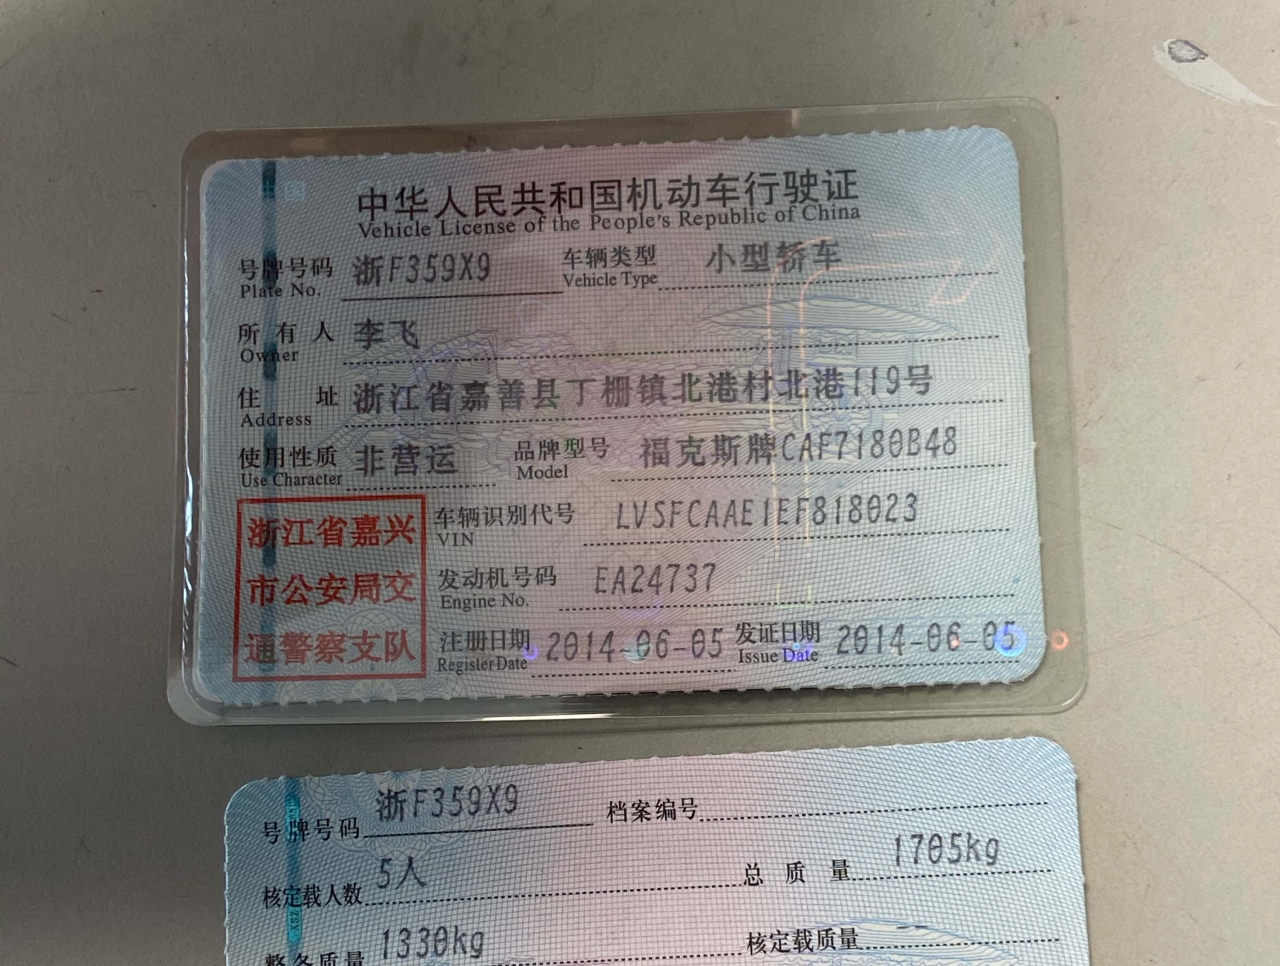 中华人民共和国机动车行驶证
Vehicle License of the People's Republic of China
号牌号码 浙F359X9 车辆类型 小型轿车
Plate No. Vehicle Type
所有人 李飞
Owner
住址 浙江省嘉善县丁栅镇北港村北港119号
Address
使用性质 非营运 品牌型号 福克斯牌CAF7180B48
Use Character Model
浙江省嘉兴
市公安局交
通警察支队
车辆识别代号 LVSFCAAE1EF818023
VIN
发动机号码 EA24737
Engine No.
注册日期 2014-06-05 发证日期 2014-06-05
Register Date Issue Date
号牌号码 浙F359X9 档案编号
核定载人数 5人 总质量 1705kg
整备质量 1330kg 核定载质量 --